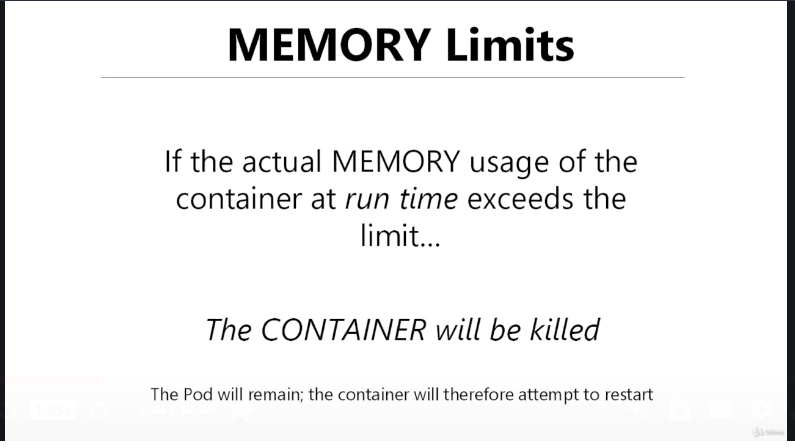 MEMORY Limits
If the actual MEMORY usage of the
container at run time exceeds the
limit...
The CONTAINER will be killed
The Pod will remain; the container will therefore attempt to restart